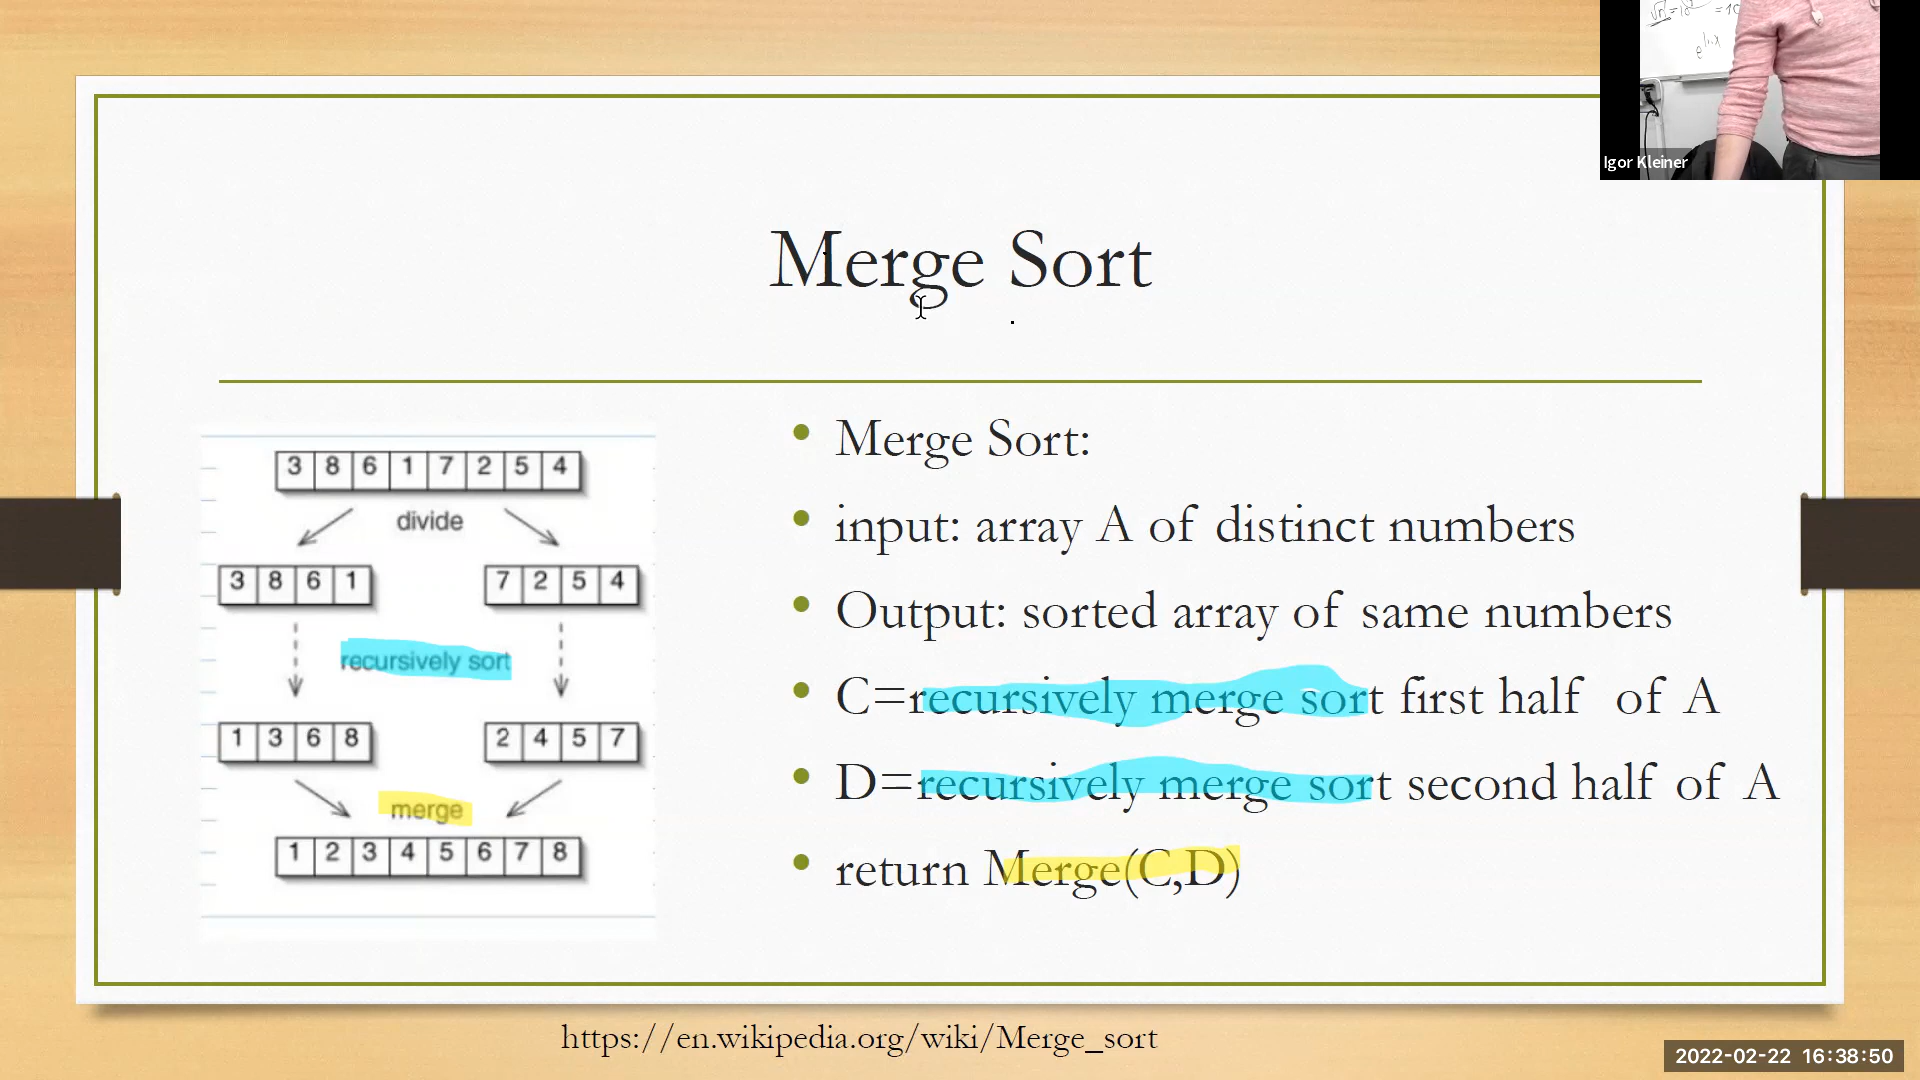 Igor Kleiner
Merge Sort
3 8 6 1 7 2 5 4
divide
3 8 6 1
7 2 5 4
recursively sort
1 3 6 8
2 4 5 7
merge
1 2 3 4 5 6 7 8
• Merge Sort:
• input: array A of distinct numbers
• Output: sorted array of same numbers
• C=recursively merge sort first half of A
• D=recursively merge sort second half of A
• return Merge(C,D)
https://en.wikipedia.org/wiki/Merge_sort
2022-02-22 16:38:50